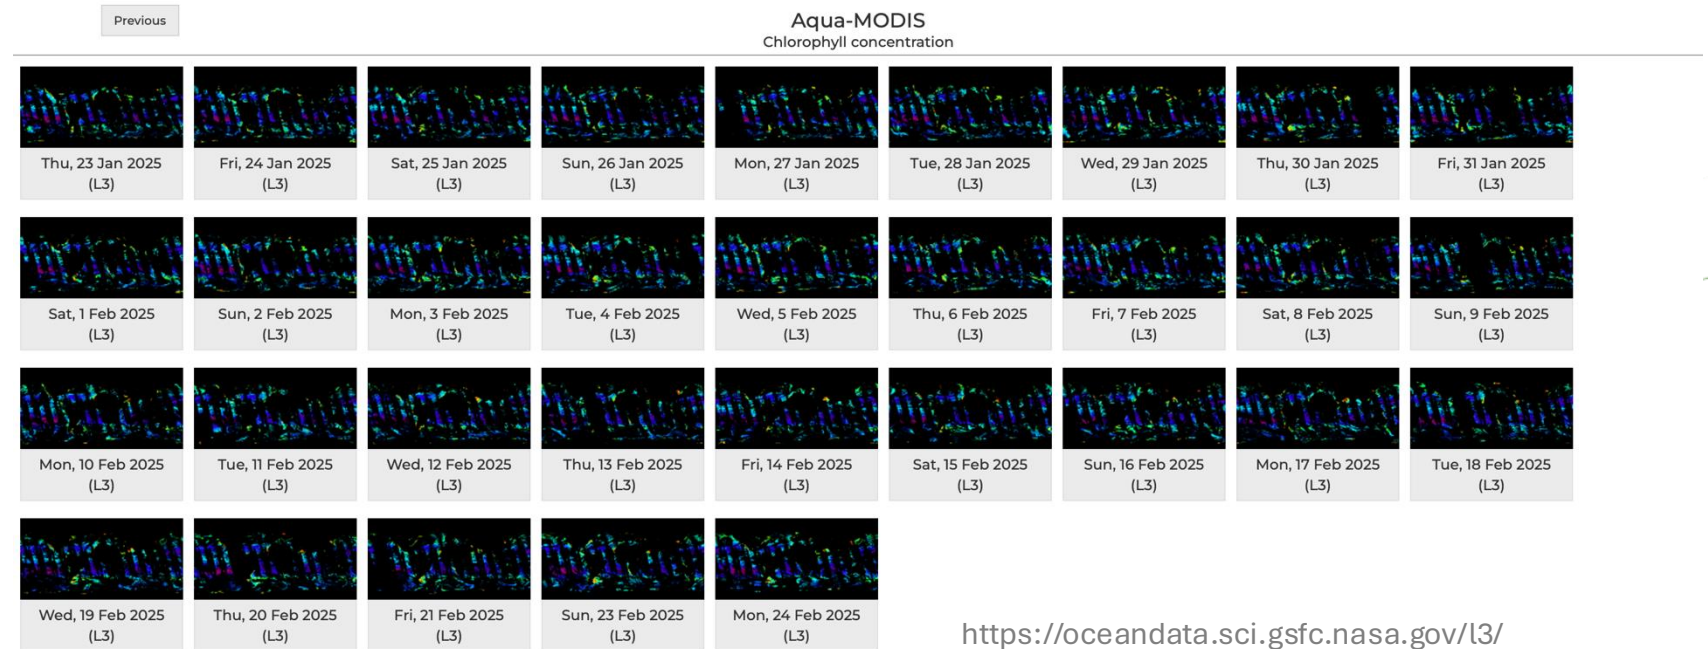 Previous
Aqua-MODIS
Chlorophyll concentration
Thu, 23 Jan 2025
(L3)
Fri, 24 Jan 2025
(L3)
Sat, 25 Jan 2025
(L3)
Sun, 26 Jan 2025
(L3)
Mon, 27 Jan 2025
(L3)
Tue, 28 Jan 2025
(L3)
Wed, 29 Jan 2025
(L3)
Thu, 30 Jan 2025
(L3)
Fri, 31 Jan 2025
(L3)
Sat, 1 Feb 2025
(L3)
Sun, 2 Feb 2025
(L3)
Mon, 3 Feb 2025
(L3)
Tue, 4 Feb 2025
(L3)
Wed, 5 Feb 2025
(L3)
Thu, 6 Feb 2025
(L3)
Fri, 7 Feb 2025
(L3)
Sat, 8 Feb 2025
(L3)
Sun, 9 Feb 2025
(L3)
Mon, 10 Feb 2025
(L3)
Tue, 11 Feb 2025
(L3)
Wed, 12 Feb 2025
(L3)
Thu, 13 Feb 2025
(L3)
Fri, 14 Feb 2025
(L3)
Sat, 15 Feb 2025
(L3)
Sun, 16 Feb 2025
(L3)
Mon, 17 Feb 2025
(L3)
Tue, 18 Feb 2025
(L3)
Wed, 19 Feb 2025
(L3)
Thu, 20 Feb 2025
(L3)
Fri, 21 Feb 2025
(L3)
Sun, 23 Feb 2025
(L3)
Mon, 24 Feb 2025
(L3)
https://oceandata.sci.gsfc.nasa.gov/l3/